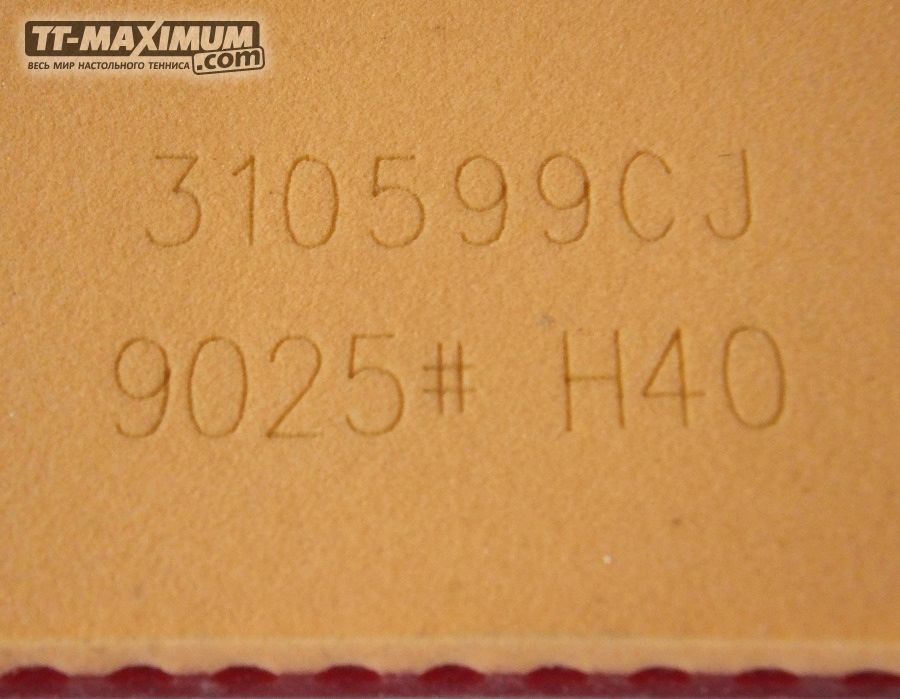 TT-MAXIMUM
.com
ВЕСЬ МИР НАСТОЛЬНОГО ТЕННИСА
310599CJ
9025# H40